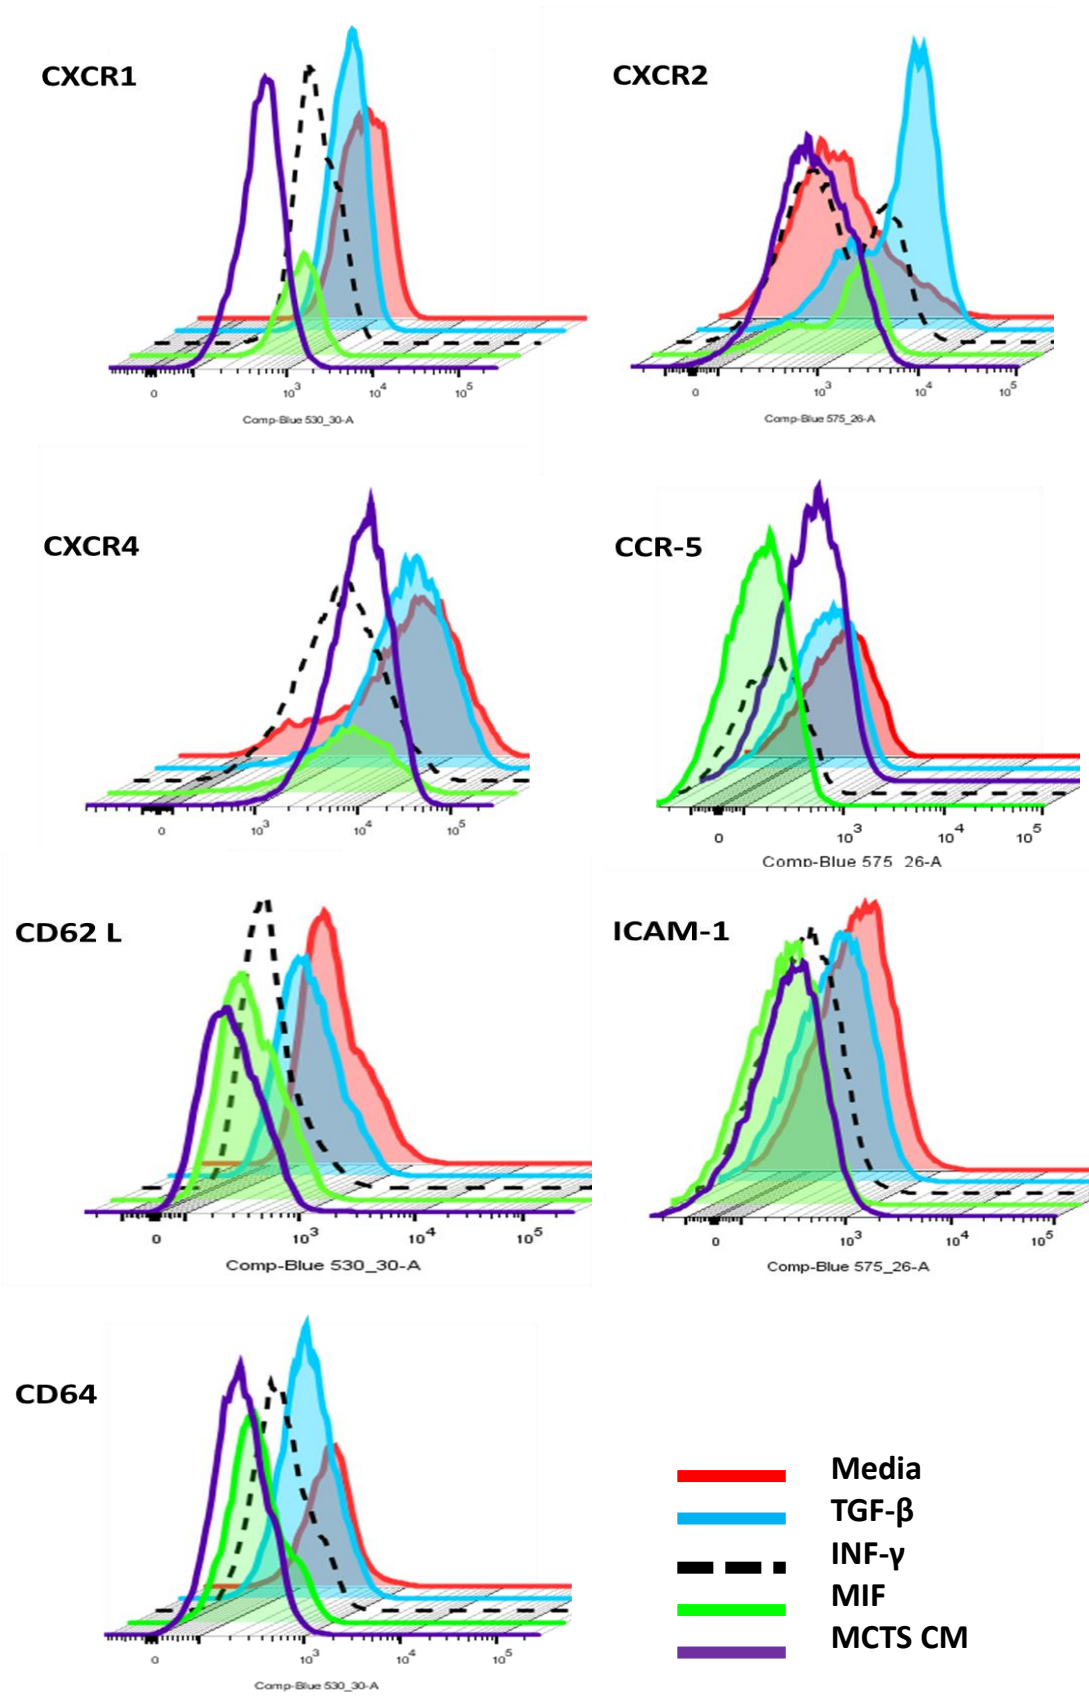 CXCR1
0 10³ 10⁴ 10⁵
Comp-Blue 530_30-A
CXCR2
0 10³ 10⁴ 10⁵
Comp-Blue 575_26-A
CXCR4
0 10³ 10⁴ 10⁵
CCR-5
0 10³ 10⁴ 10⁵
Comp-Blue 575 26-A
CD62 L
0 10³ 10⁴ 10⁵
Comp-Blue 530_30-A
ICAM-1
0 10³ 10⁴ 10⁵
Comp-Blue 575_26-A
CD64
0 10³ 10⁴ 10⁵
Comp-Blue 530_30-A
Media
TGF-β
INF-γ
MIF
MCTS CM